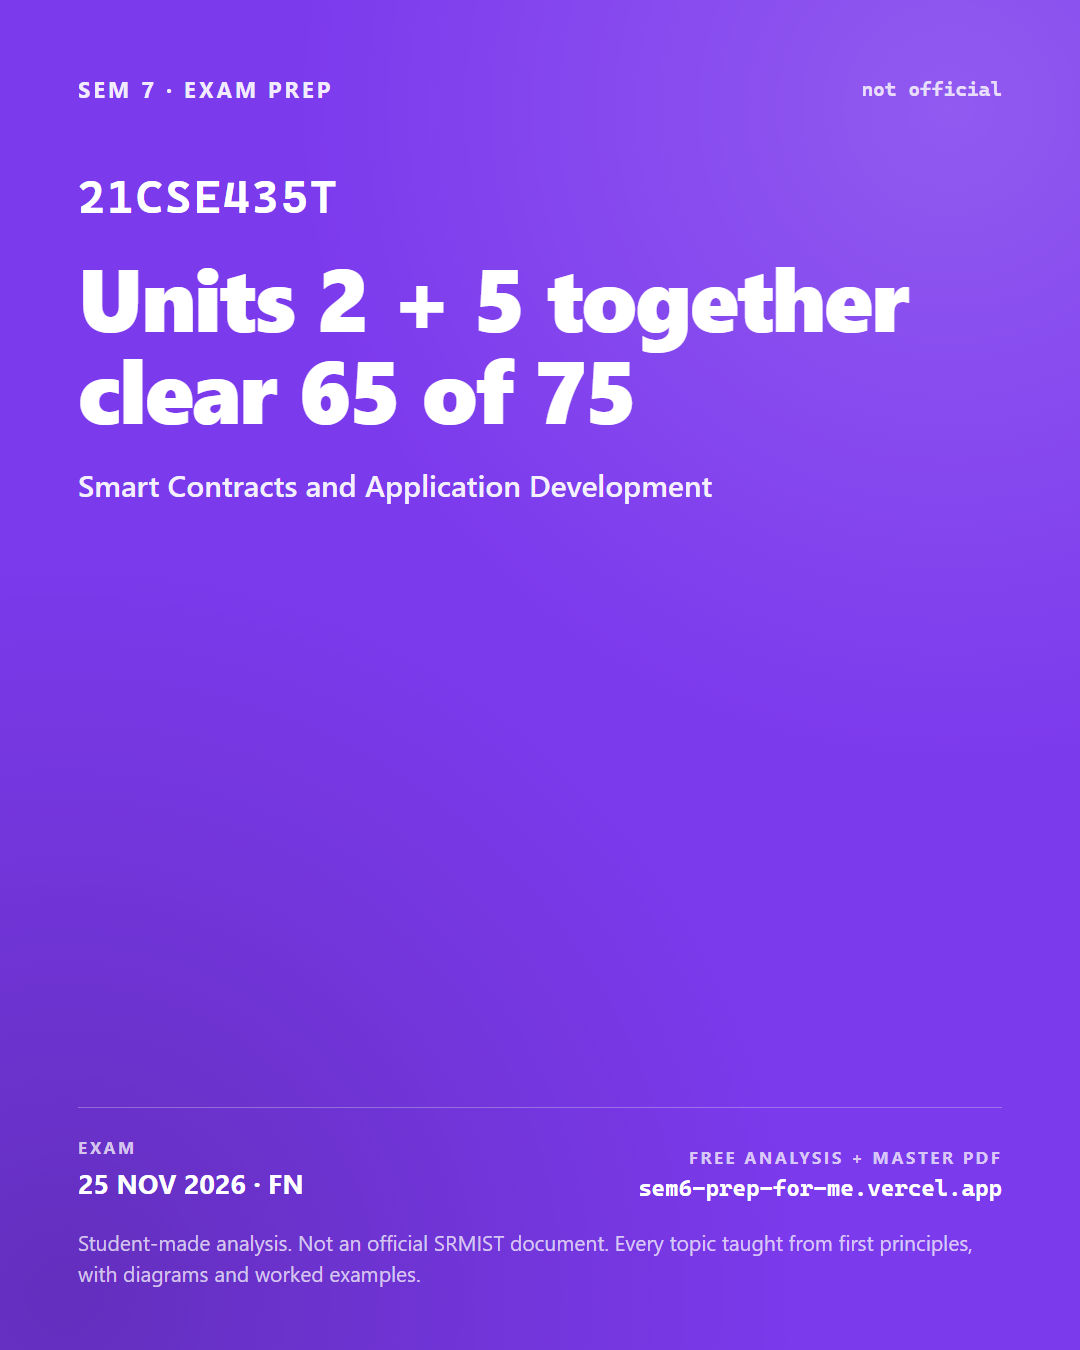 SEM 7 · EXAM PREP
not official
21CSE435T
Units 2 + 5 together
clear 65 of 75
Smart Contracts and Application Development
EXAM
25 NOV 2026 · FN
FREE ANALYSIS + MASTER PDF
sem6-prep-for-me.vercel.app
Student-made analysis. Not an official SRMIST document. Every topic taught from first principles,
with diagrams and worked examples.